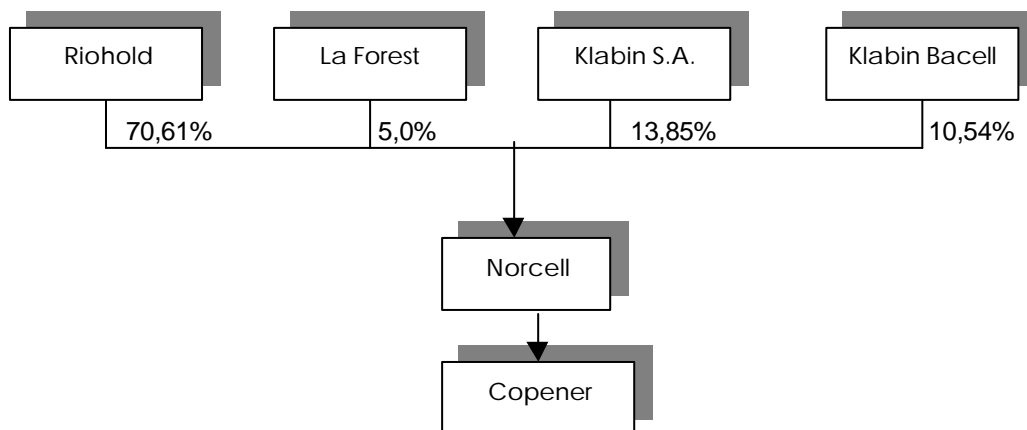 Riohold La Forest Klabin S.A. Klabin Bacell
70,61% 5,0% 13,85% 10,54%
Norcell
Copener